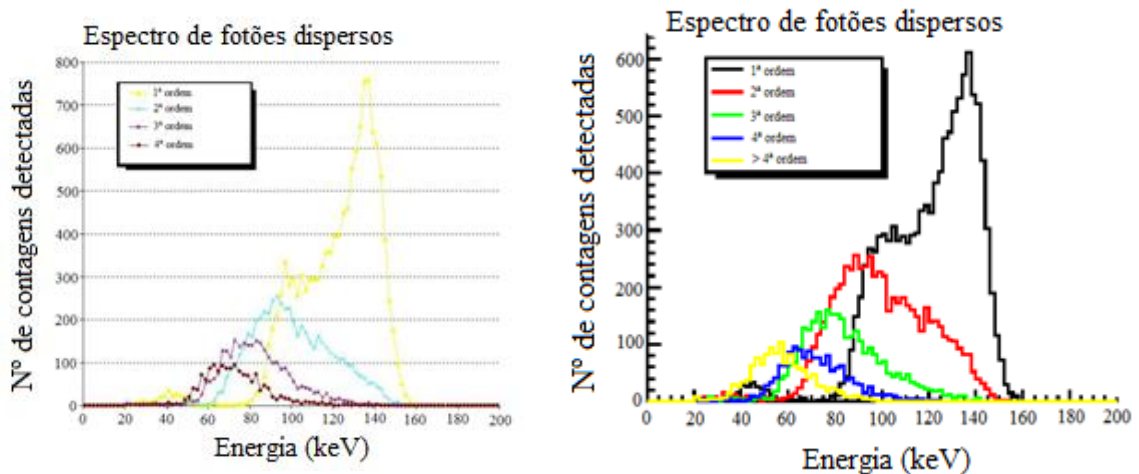 Espectro de fotões dispersos
Nº de contagens detectadas
800
700
600
500
400
300
200
100
0
1ª ordem
2ª ordem
3ª ordem
4ª ordem
0 20 40 60 80 100 120 140 160 180 200
Energia (keV)
Espectro de fotões dispersos
Nº de contagens detectadas
600
500
400
300
200
100
0
1ª ordem
2ª ordem
3ª ordem
4ª ordem
> 4ª ordem
0 20 40 60 80 100 120 140 160 180 200
Energia (keV)